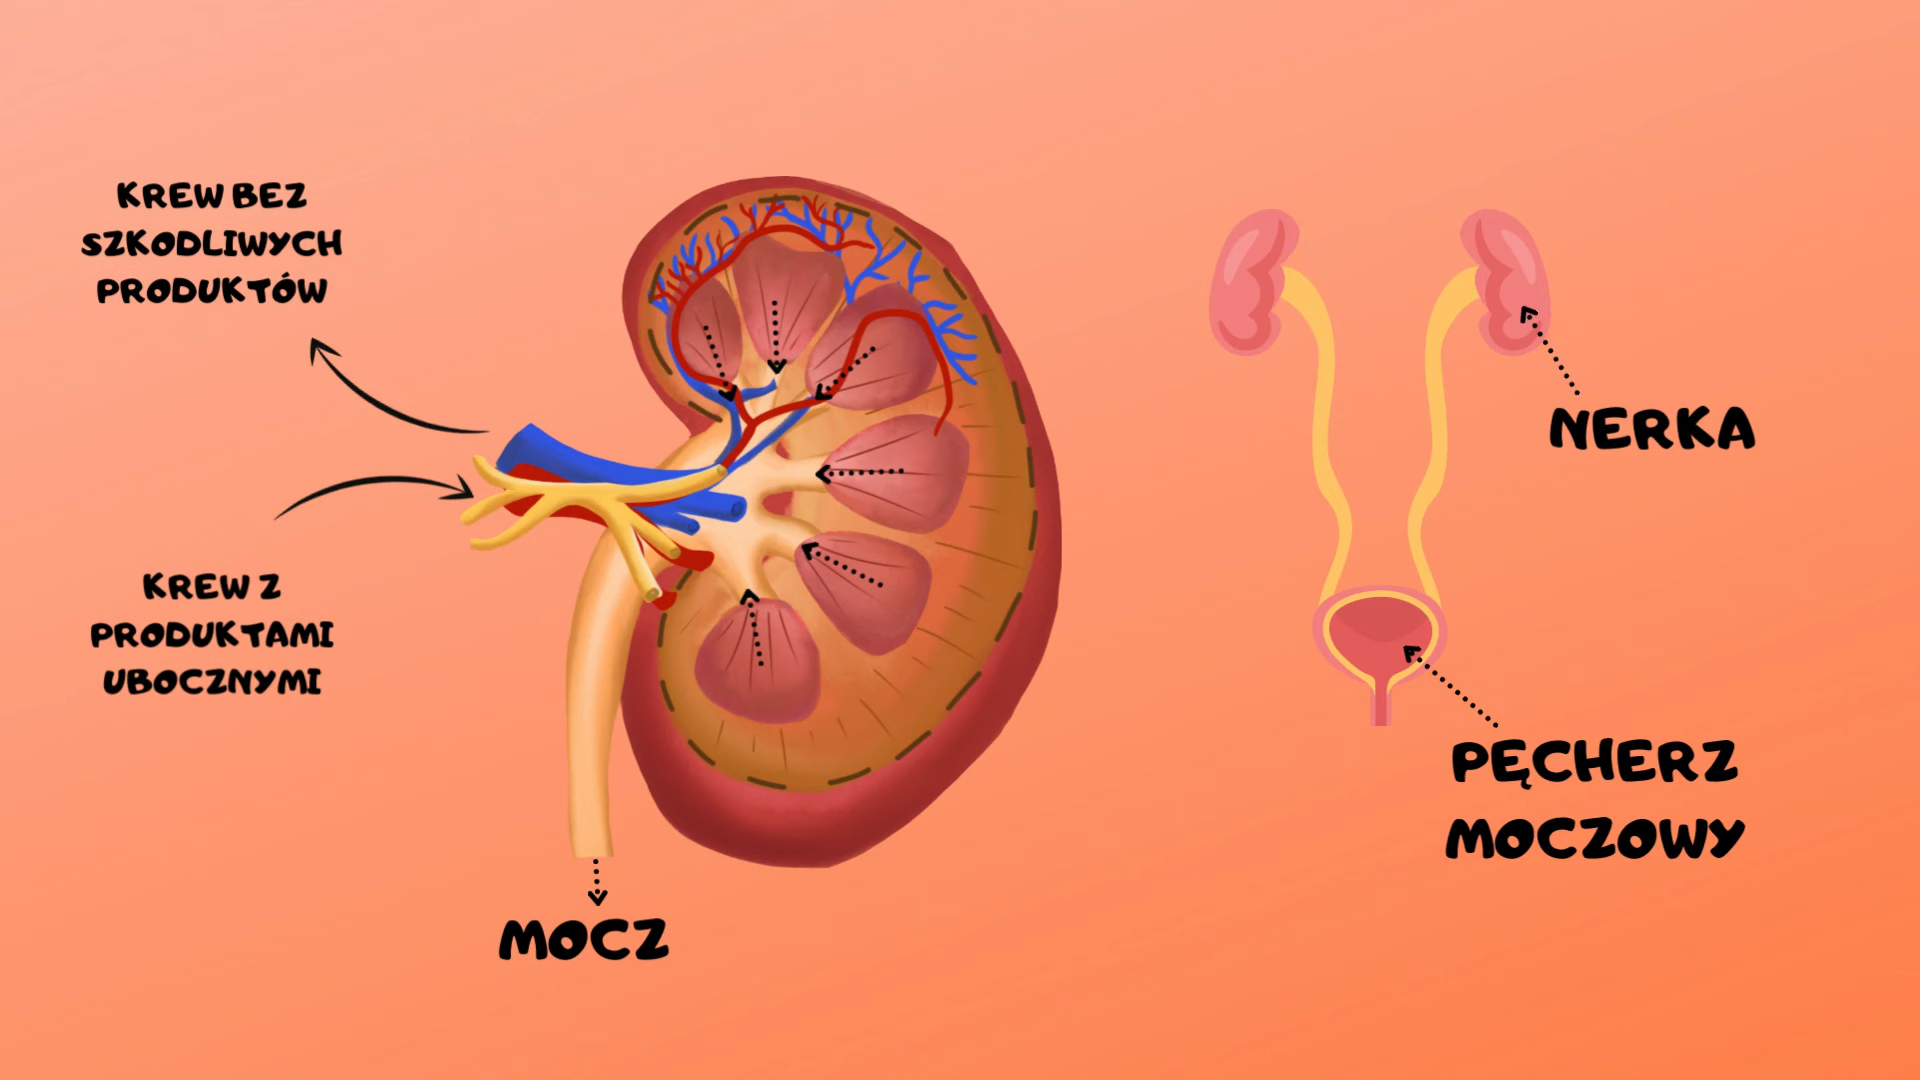 KREW BEZ
SZKODLIWYCH
PRODUKTÓW
KREW Z
PRODUKTAMI
UBOCZNYMI
MOCZ
NERKA
PĘCHERZ
MOCZOWY